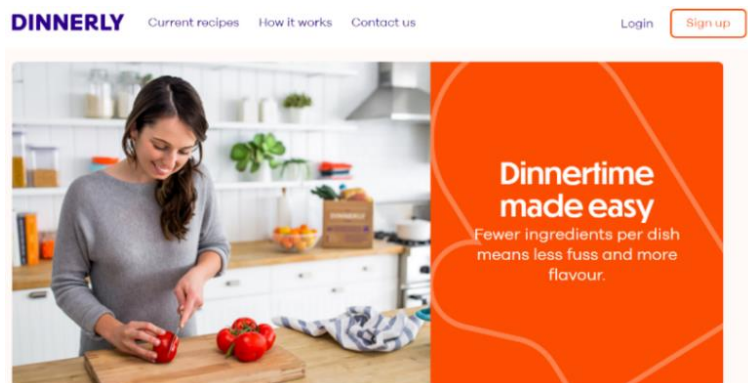 DINNERLY
Current recipes
How it works
Contact us
Login
Sign up
DINNERLY
Dinnertime
made easy
Fewer ingredients per dish
means less fuss and more
flavour.